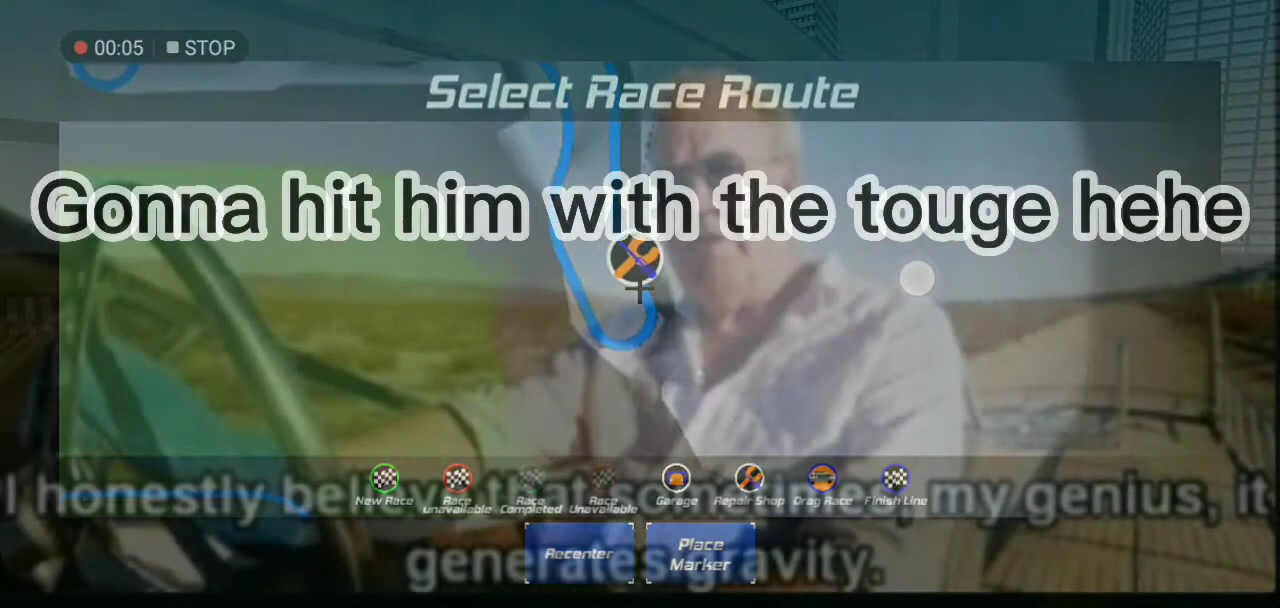 00:05 STOP
Select Race Route
Gonna hit him with the touge hehe
New Race
Race unavailable
Race Completed
Race Unavailable
Garage
Repair Shop
Drag Race
Finish Line
I honestly believe that sometimes, my genius, it
generates gravity.
Recenter
Place
Marker